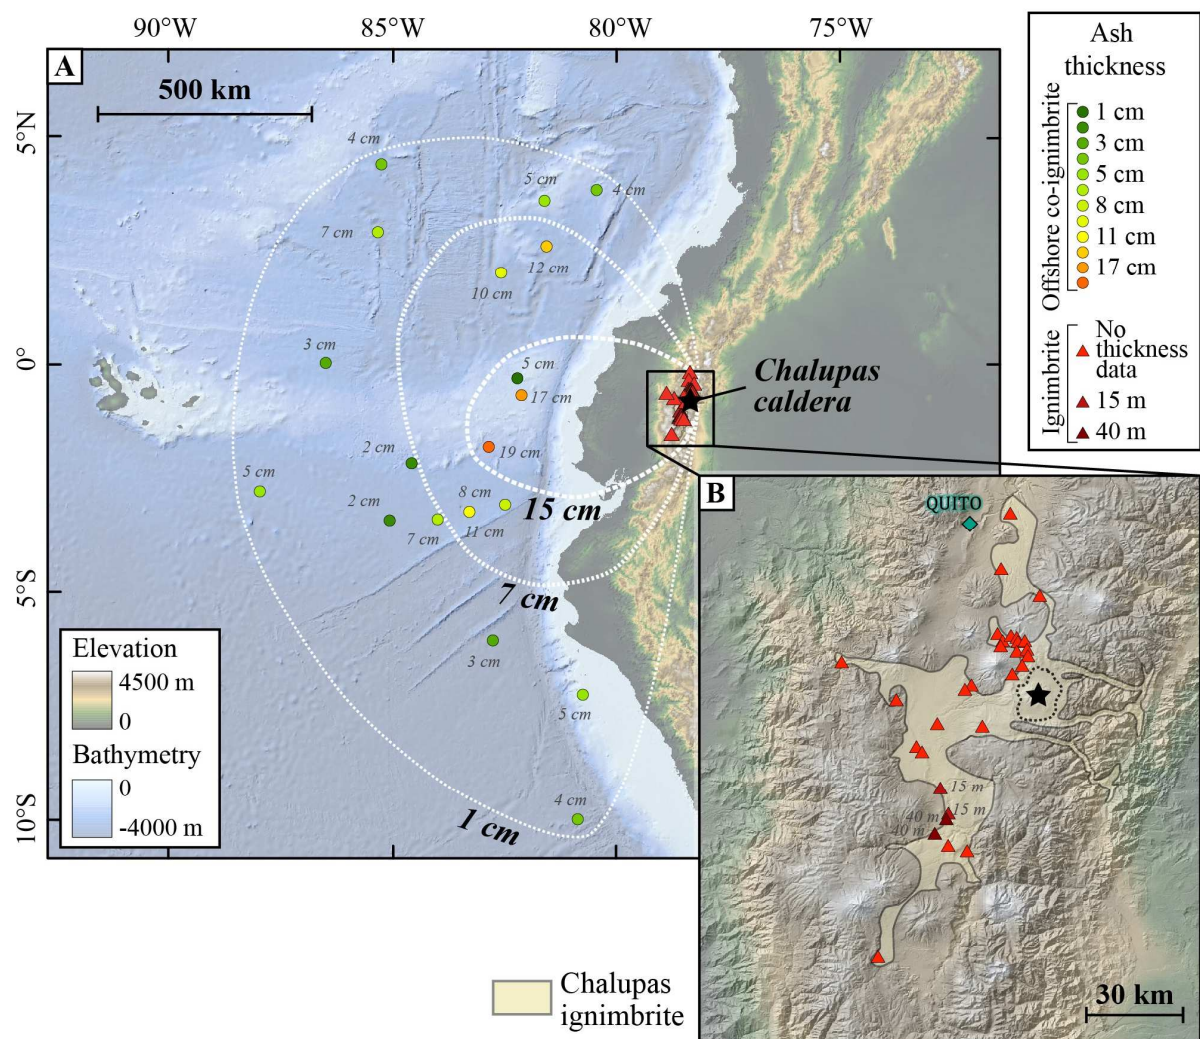 90°W
85°W
80°W
75°W
A
500 km
5°N
0°
5°S
10°S
4 cm
5 cm
4 cm
7 cm
12 cm
10 cm
3 cm
5 cm
17 cm
2 cm
19 cm
5 cm
2 cm
8 cm
7 cm
11 cm
3 cm
5 cm
4 cm
15 cm
7 cm
1 cm
Chalupas
caldera
Elevation
4500 m
0
Bathymetry
0
-4000 m
Ash
thickness
Offshore co-ignimbrite
1 cm
3 cm
5 cm
8 cm
11 cm
17 cm
Ignimbrite
No
thickness
data
15 m
40 m
B
QUITO
15 m
15 m
40 m
40 m
30 km
Chalupas
ignimbrite